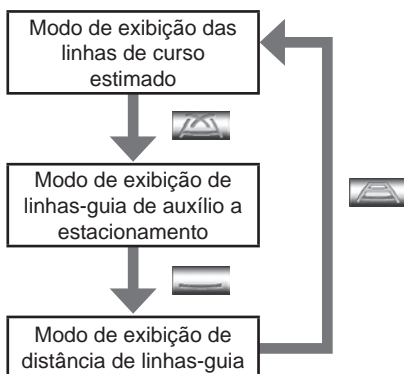 Modo de exibição das
linhas de curso
estimado
Modo de exibição de
linhas-guia de auxílio a
estacionamento
Modo de exibição de
distância de linhas-guia